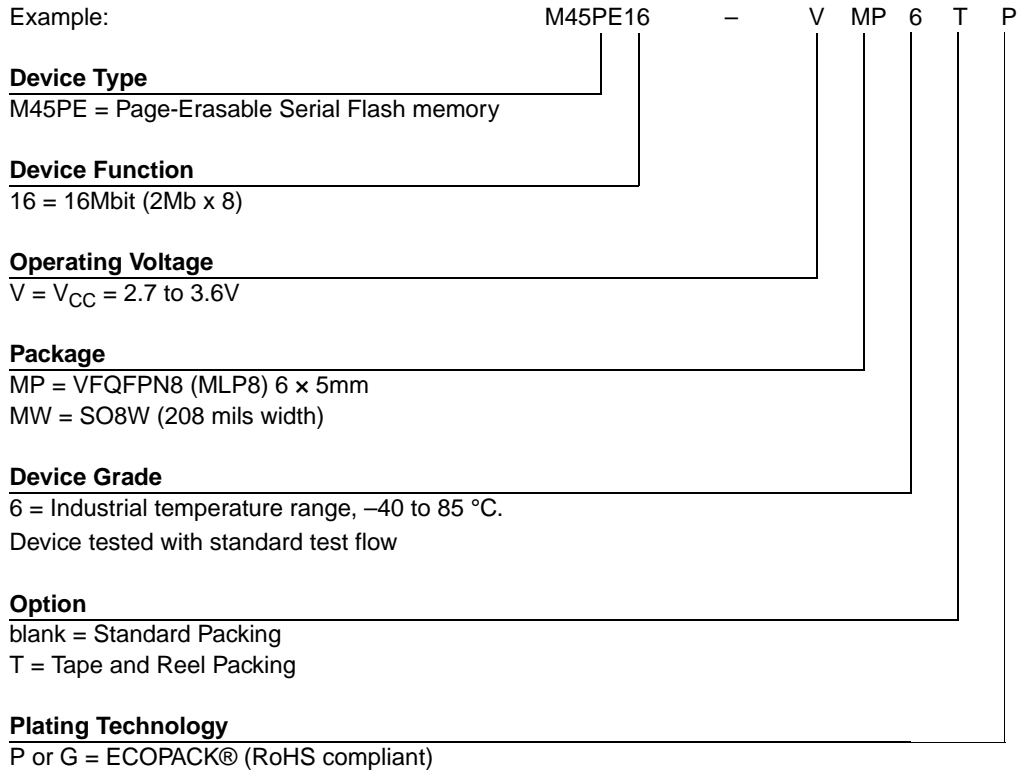 Example: M45PE16 – V MP 6 T P
Device Type
M45PE = Page-Erasable Serial Flash memory
Device Function
16 = 16Mbit (2Mb x 8)
Operating Voltage
V = VCC = 2.7 to 3.6V
Package
MP = VFQFPN8 (MLP8) 6 × 5mm
MW = SO8W (208 mils width)
Device Grade
6 = Industrial temperature range, –40 to 85 °C.
Device tested with standard test flow
Option
blank = Standard Packing
T = Tape and Reel Packing
Plating Technology
P or G = ECOPACK® (RoHS compliant)